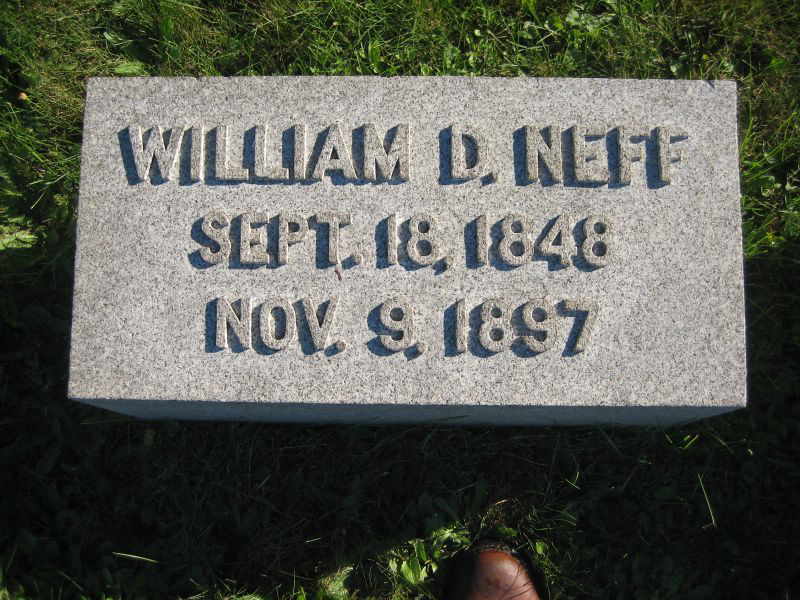 WILLIAM D. NEFF
SEPT. 18, 1848
NOV. 9, 1897